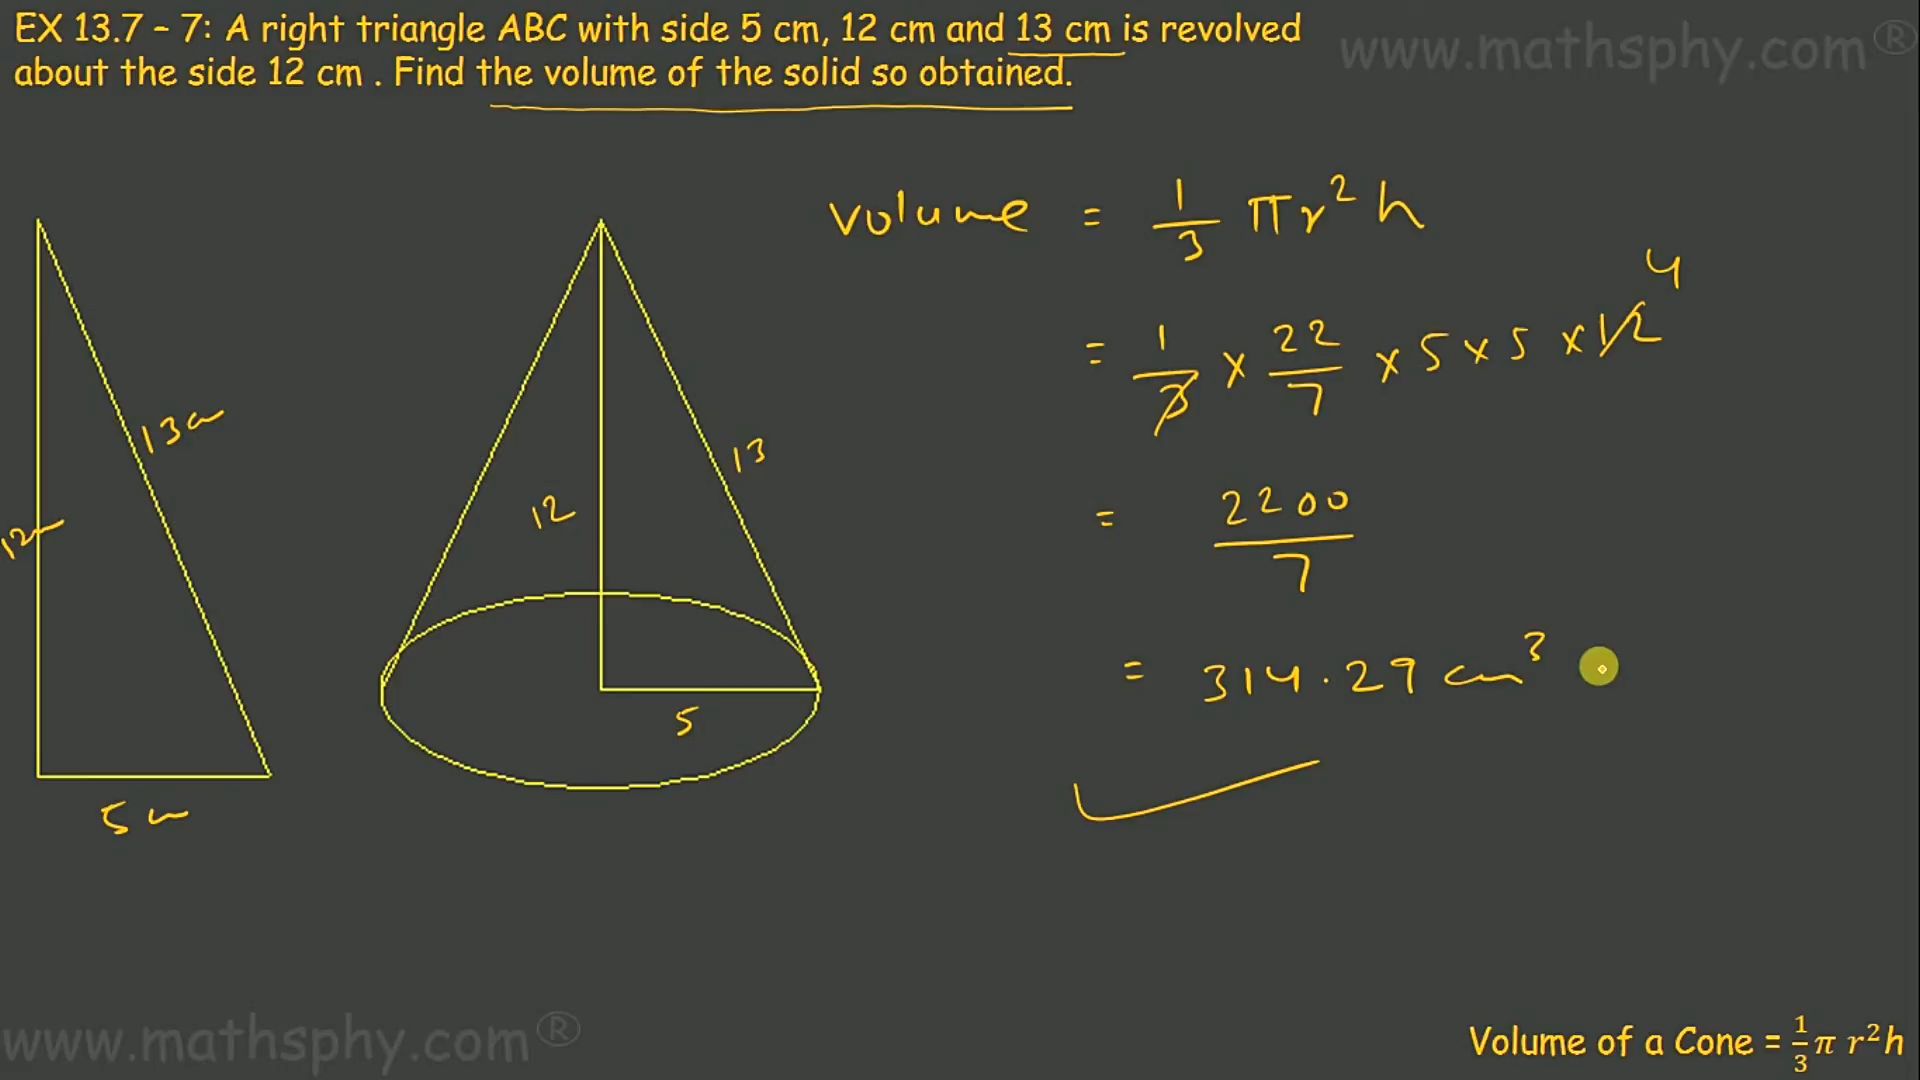 EX 13.7 – 7: A right triangle ABC with side 5 cm, 12 cm and 13 cm is revolved
about the side 12 cm . Find the volume of the solid so obtained.
www.mathsphy.com®
volume = 1/3 πr² h
= 1/3 × 22/7 × 5 × 5 × 12 4
= 2200/7
= 314.29 cm³
12cm
13cm
5cm
12
13
5
www.mathsphy.com®
Volume of a Cone = 1/3 π r²h